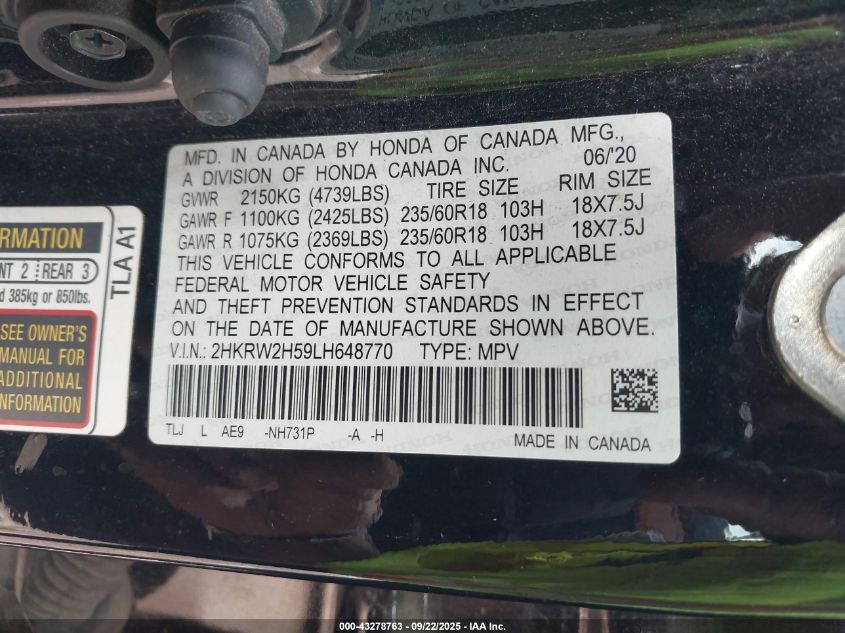 MFD. IN CANADA BY HONDA OF CANADA MFG.,
A DIVISION OF HONDA CANADA INC. 06/'20
GVWR 2150KG (4739LBS) TIRE SIZE RIM SIZE
GAWR F 1100KG (2425LBS) 235/60R18 103H 18X7.5J
GAWR R 1075KG (2369LBS) 235/60R18 103H 18X7.5J
THIS VEHICLE CONFORMS TO ALL APPLICABLE
FEDERAL MOTOR VEHICLE SAFETY
AND THEFT PREVENTION STANDARDS IN EFFECT
ON THE DATE OF MANUFACTURE SHOWN ABOVE.
V.I.N.: 2HKRW2H59LH648770 TYPE: MPV
TLJ L AE9 -NH731P -A -H MADE IN CANADA
2 REAR 3
385kg or 850lbs.
SEE OWNER'S
MANUAL FOR
ADDITIONAL
INFORMATION
TLA A1
000-43278763 - 09/22/2025 - IAA Inc.